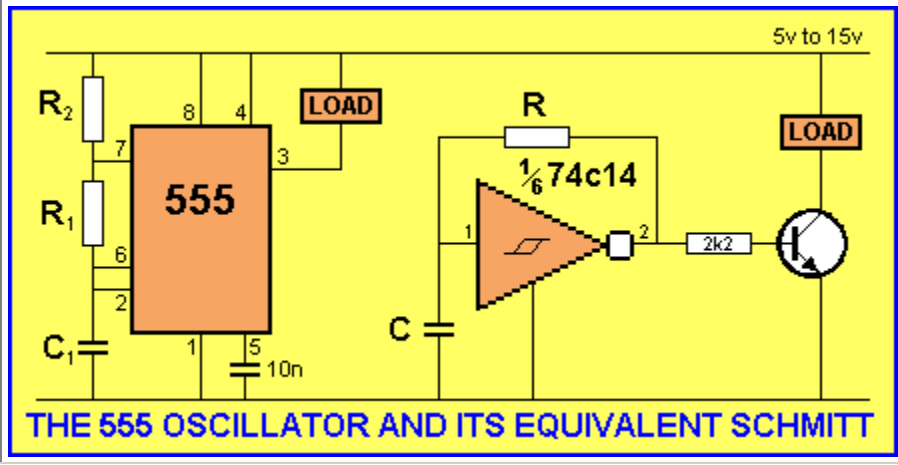 5v to 15v
R2
8
4
LOAD
R
LOAD
7
3
1/6 74c14
555
R1
1
2
2k2
6
2
C
C1
1
5
10n
THE 555 OSCILLATOR AND ITS EQUIVALENT SCHMITT